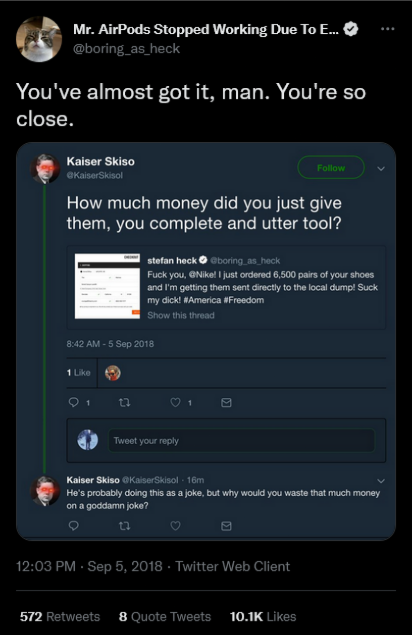 Mr. AirPods Stopped Working Due To E...
@boring_as_heck
You've almost got it, man. You're so
close.
Kaiser Skiso
@KaiserSkisol
Follow
How much money did you just give
them, you complete and utter tool?
stefan heck @boring_as_heck
Fuck you, @Nike! I just ordered 6,500 pairs of your shoes
and I'm getting them sent directly to the local dump! Suck
my dick! #America #Freedom
Show this thread
8:42 AM - 5 Sep 2018
1 Like
1 1
Tweet your reply
Kaiser Skiso @KaiserSkisol · 16m
He's probably doing this as a joke, but why would you waste that much money
on a goddamn joke?
12:03 PM · Sep 5, 2018 · Twitter Web Client
572 Retweets 8 Quote Tweets 10.1K Likes